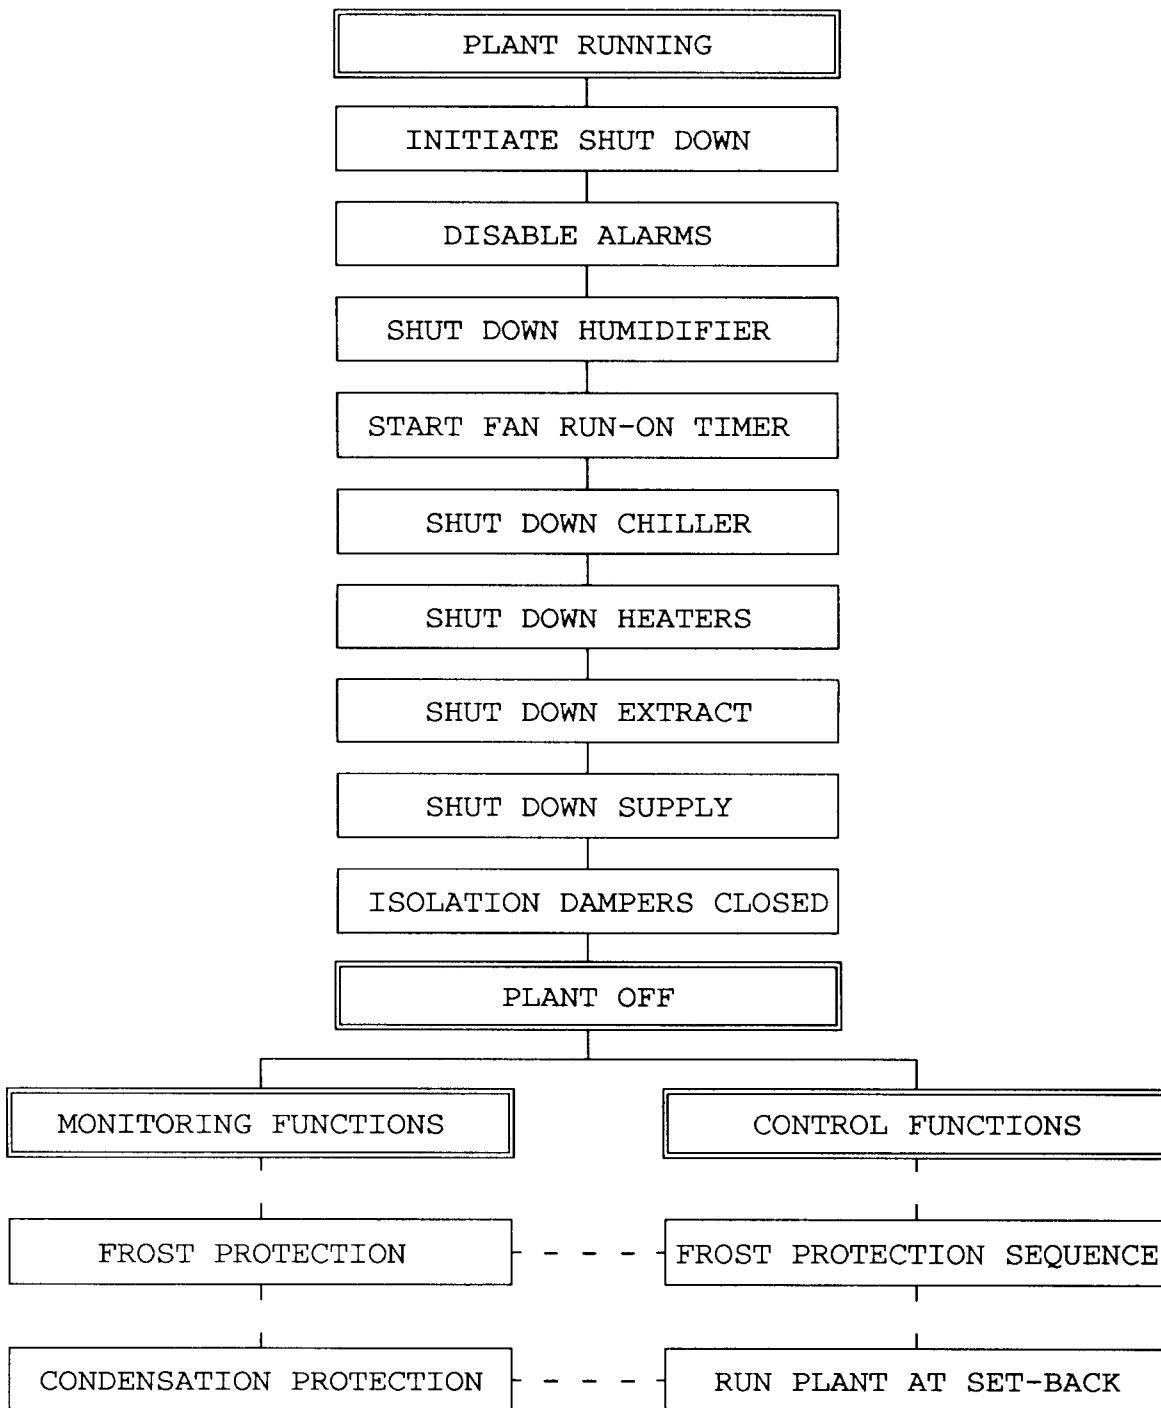 PLANT RUNNING
INITIATE SHUT DOWN
DISABLE ALARMS
SHUT DOWN HUMIDIFIER
START FAN RUN-ON TIMER
SHUT DOWN CHILLER
SHUT DOWN HEATERS
SHUT DOWN EXTRACT
SHUT DOWN SUPPLY
ISOLATION DAMPERS CLOSED
PLANT OFF
MONITORING FUNCTIONS
CONTROL FUNCTIONS
FROST PROTECTION
FROST PROTECTION SEQUENCE
CONDENSATION PROTECTION
RUN PLANT AT SET-BACK